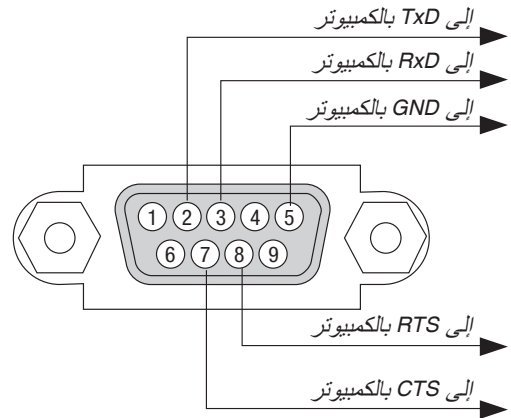 إلى TxD بالكمبيوتر
إلى RxD بالكمبيوتر
إلى GND بالكمبيوتر
1 2 3 4 5
6 7 8 9
إلى RTS بالكمبيوتر
إلى CTS بالكمبيوتر